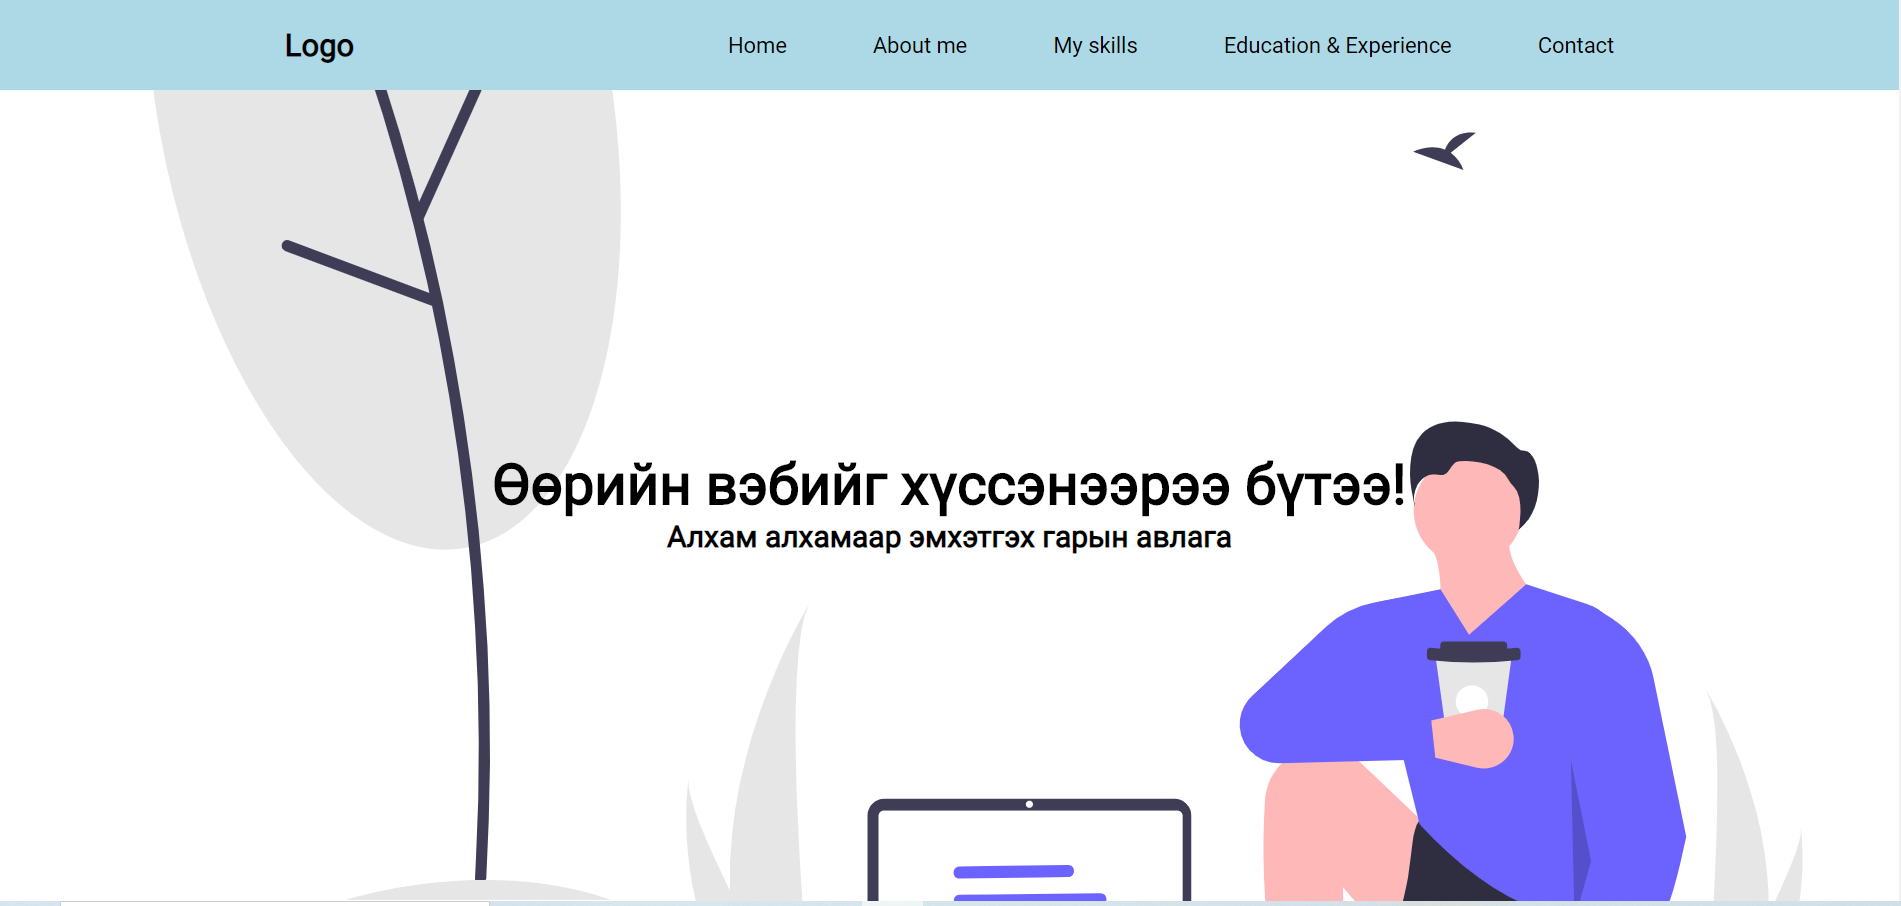 Logo Home About me My skills Education & Experience Contact
Өөрийн вэбийг хүссэнээрээ бүтээ!
Алхам алхамаар эмхэтгэх гарын авлага